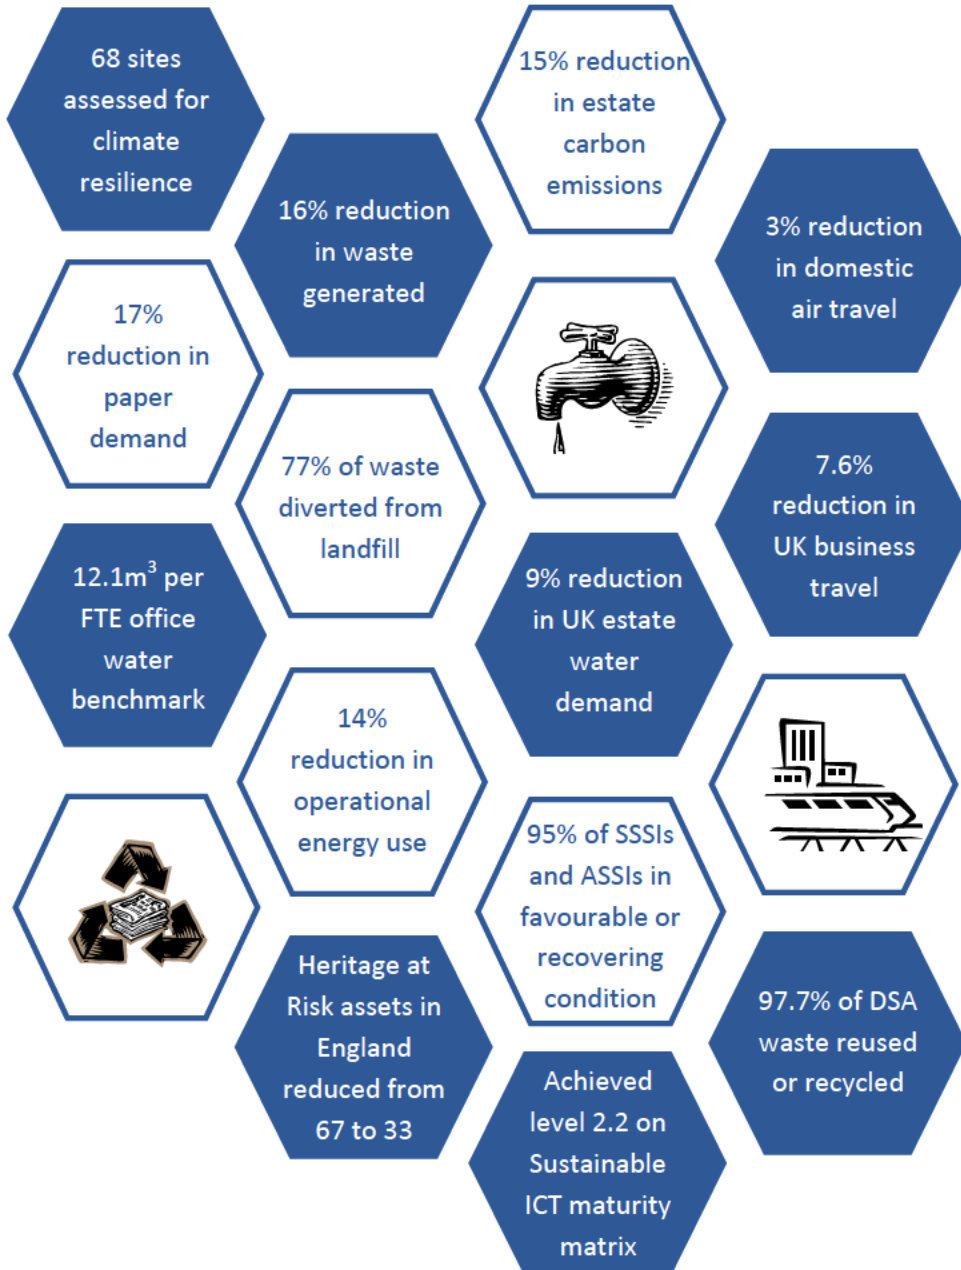 68 sites
assessed for
climate
resilience
15% reduction
in estate
carbon
emissions
16% reduction
in waste
generated
3% reduction
in domestic
air travel
17%
reduction in
paper
demand
77% of waste
diverted from
landfill
7.6%
reduction in
UK business
travel
12.1m³ per
FTE office
water
benchmark
9% reduction
in UK estate
water
demand
14%
reduction in
operational
energy use
95% of SSSIs
and ASSIs in
favourable or
recovering
condition
Heritage at
Risk assets in
England
reduced from
67 to 33
97.7% of DSA
waste reused
or recycled
Achieved
level 2.2 on
Sustainable
ICT maturity
matrix